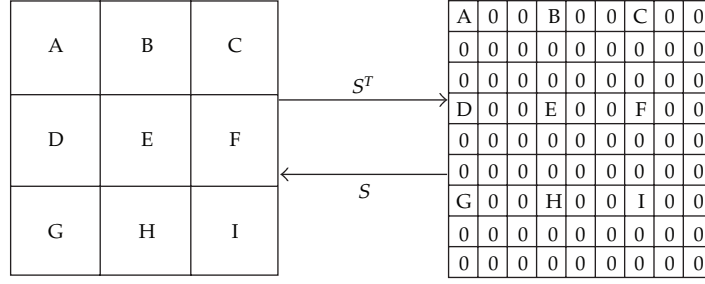 A B C
D E F
G H I
S^T
S
A 0 0 B 0 0 C 0 0
0 0 0 0 0 0 0 0 0
0 0 0 0 0 0 0 0 0
D 0 0 E 0 0 F 0 0
0 0 0 0 0 0 0 0 0
0 0 0 0 0 0 0 0 0
G 0 0 H 0 0 I 0 0
0 0 0 0 0 0 0 0 0
0 0 0 0 0 0 0 0 0